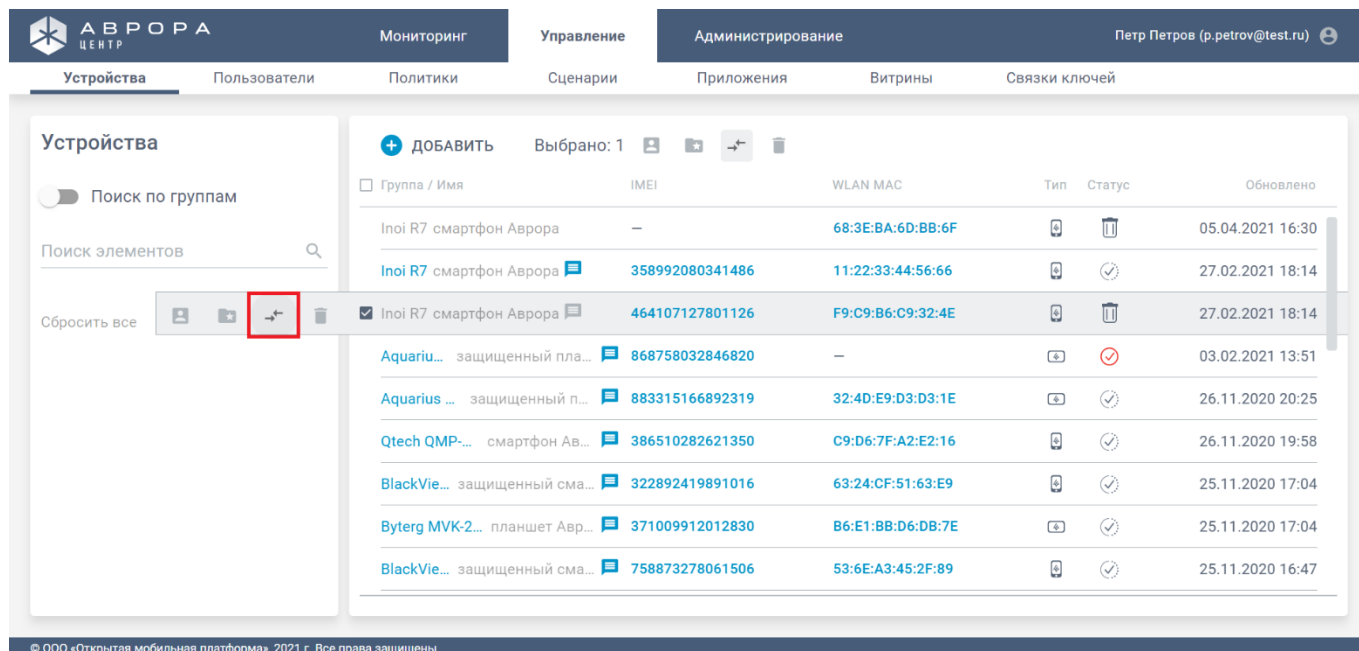 АВРОРА
ЦЕНТР
Мониторинг Управление Администрирование Петр Петров (p.petrov@test.ru)
Устройства Пользователи Политики Сценарии Приложения Витрины Связки ключей
Устройства
Поиск по группам
Поиск элементов
Сбросить все
ДОБАВИТЬ Выбрано: 1
Группа / Имя IMEI WLAN MAC Тип Статус Обновлено
Inoi R7 смартфон Аврора — 68:3E:BA:6D:BB:6F 05.04.2021 16:30
Inoi R7 смартфон Аврора 358992080341486 11:22:33:44:56:66 27.02.2021 18:14
Inoi R7 смартфон Аврора 464107127801126 F9:C9:B6:C9:32:4E 27.02.2021 18:14
Aquariu... защищенный пла... 868758032846820 — 03.02.2021 13:51
Aquarius ... защищенный п... 883315166892319 32:4D:E9:D3:D3:1E 26.11.2020 20:25
Qtech QMP-... смартфон Ав... 386510282621350 C9:D6:7F:A2:E2:16 26.11.2020 19:58
BlackVie... защищенный сма... 322892419891016 63:24:CF:51:63:E9 25.11.2020 17:04
Byterg MVK-2... планшет Авр... 371009912012830 B6:E1:BB:D6:DB:7E 25.11.2020 17:04
BlackVie... защищенный сма... 758873278061506 53:6E:A3:45:2F:89 25.11.2020 16:47
© ООО «Открытая мобильная платформа», 2021 г. Все права защищены